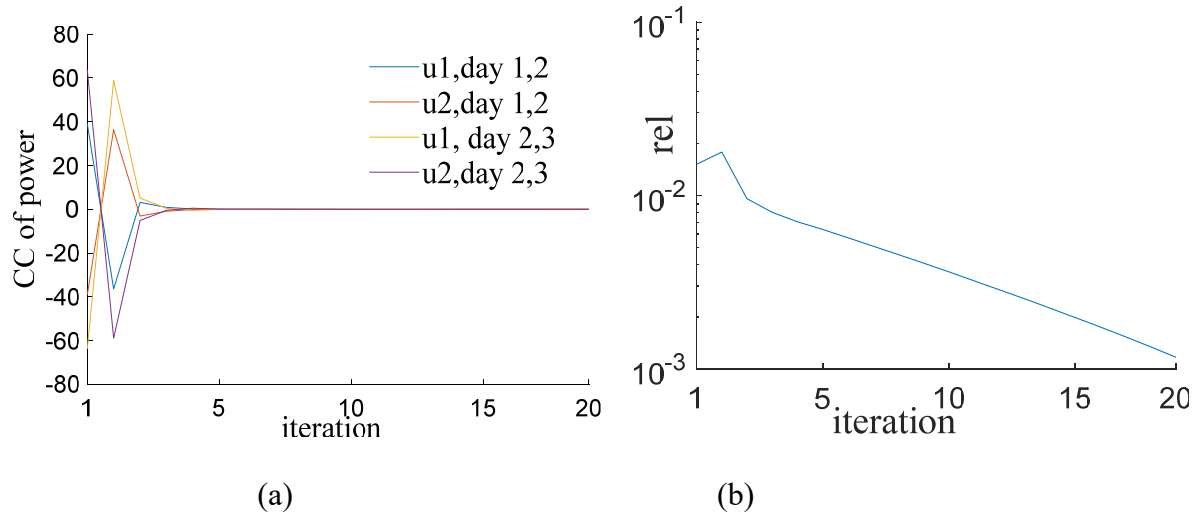 80
60
40
20
0
-20
-40
-60
-80
CC of power
u1,day 1,2
u2,day 1,2
u1, day 2,3
u2,day 2,3
1 5 10 15 20
iteration
(a)
10-1
10-2
10-3
rel
1 5 10 15 20
iteration
(b)